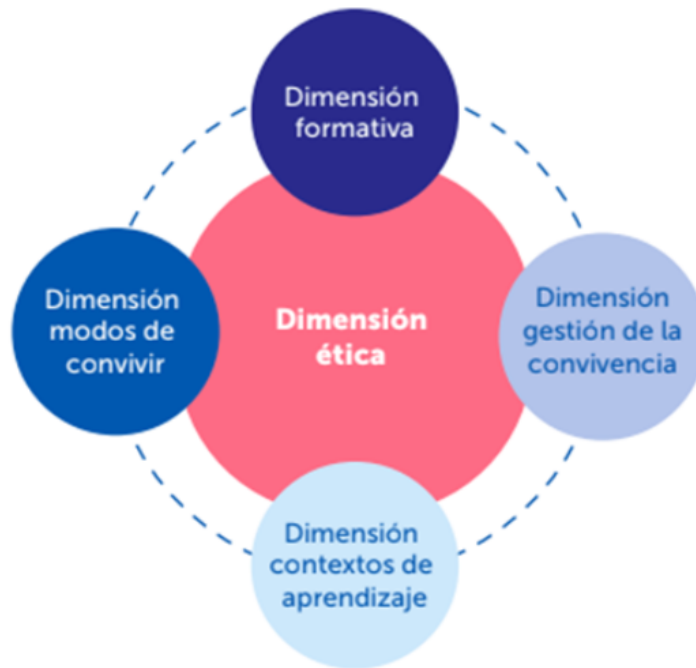 Dimensión
formativa
Dimensión
modos de
convivir
Dimensión
ética
Dimensión
gestión de la
convivencia
Dimensión
contextos de
aprendizaje